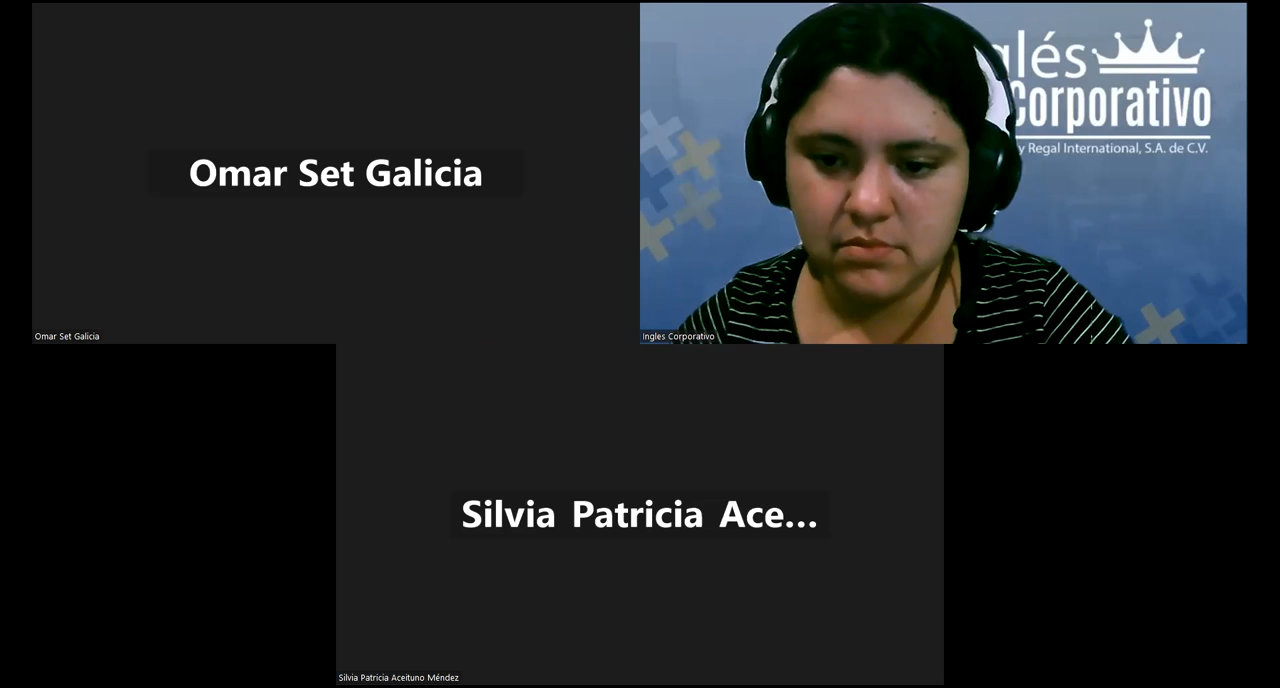 Omar Set Galicia
Omar Set Galicia
glés
Corporativo
y Regal International, S.A. de C.V.
Inglés Corporativo
Silvia Patricia Ace...
Silvia Patricia Aceituno Méndez